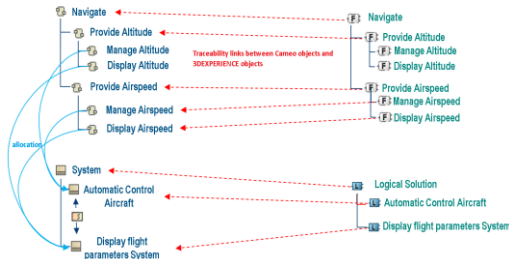 Navigate
Provide Altitude
Manage Altitude
Display Altitude
Provide Airspeed
Manage Airspeed
Display Airspeed
allocation
System
Automatic Control
Aircraft
Display flight
parameters System
Traceability links between Cameo objects and
3DEXPERIENCE objects
F Navigate
F Provide Altitude
F Manage Altitude
F Display Altitude
F Provide Airspeed
F Manage Airspeed
F Display Airspeed
Logical Solution
Automatic Control Aircraft
Display flight parameters System